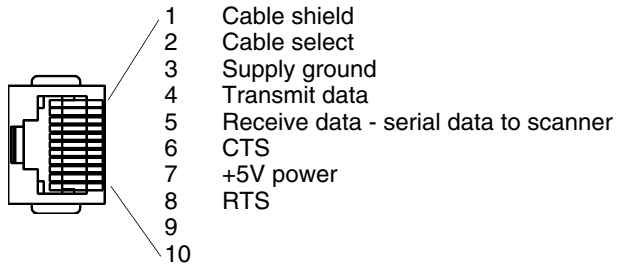 1 Cable shield
2 Cable select
3 Supply ground
4 Transmit data
5 Receive data - serial data to scanner
6 CTS
7 +5V power
8 RTS
9
10